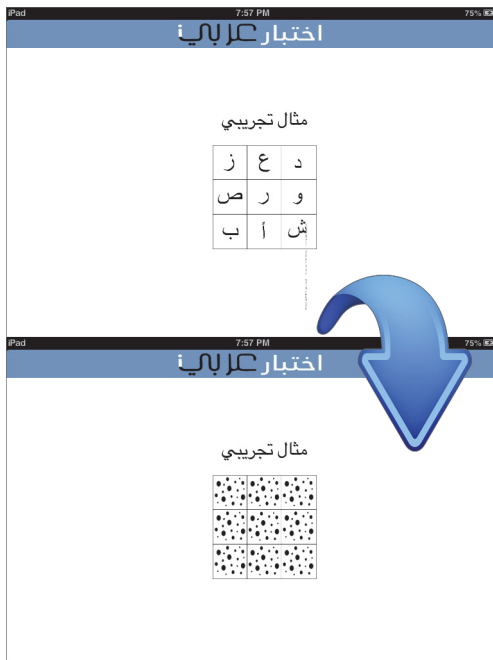 iPad 7:57 PM 75%
اختبار عربي
مثال تجريبي
د ع ز
و ر ص
ش أ ب
iPad 7:57 PM 75%
اختبار عربي
مثال تجريبي